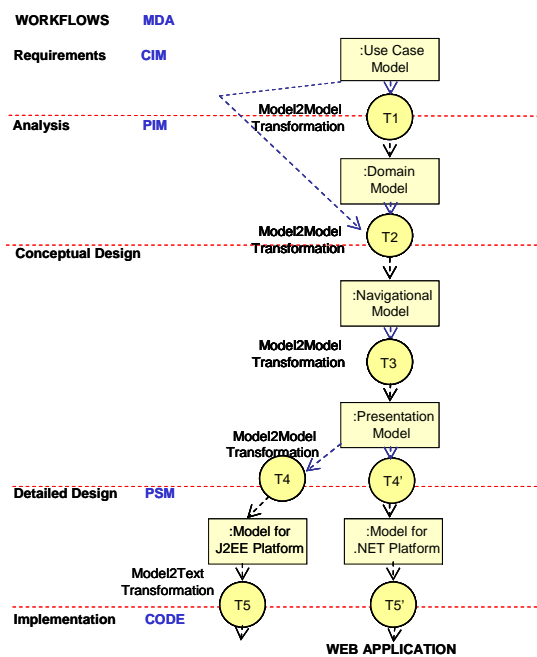 WORKFLOWS MDA
Requirements CIM
:Use Case
Model
Model2Model
Transformation
T1
Analysis PIM
:Domain
Model
Model2Model
Transformation
T2
Conceptual Design
:Navigational
Model
Model2Model
Transformation
T3
:Presentation
Model
Model2Model
Transformation
T4
T4'
Detailed Design PSM
:Model for
J2EE Platform
:Model for
.NET Platform
Model2Text
Transformation
T5
T5'
Implementation CODE
WEB APPLICATION